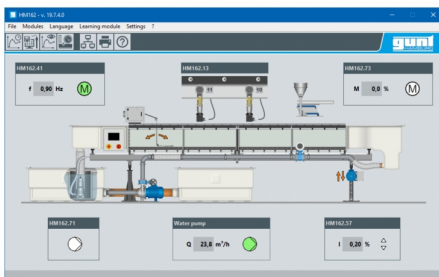 HM162 - v. 19.7.4.0
File Modules Language Learning module Settings ?
gunt
HM162.41
f 0,90 Hz M
HM162.13
11 12
HM162.73
M 0,0 % M
HM162.71
Water pump
Q 23,8 m³/h
HM162.57
I 0,20 %